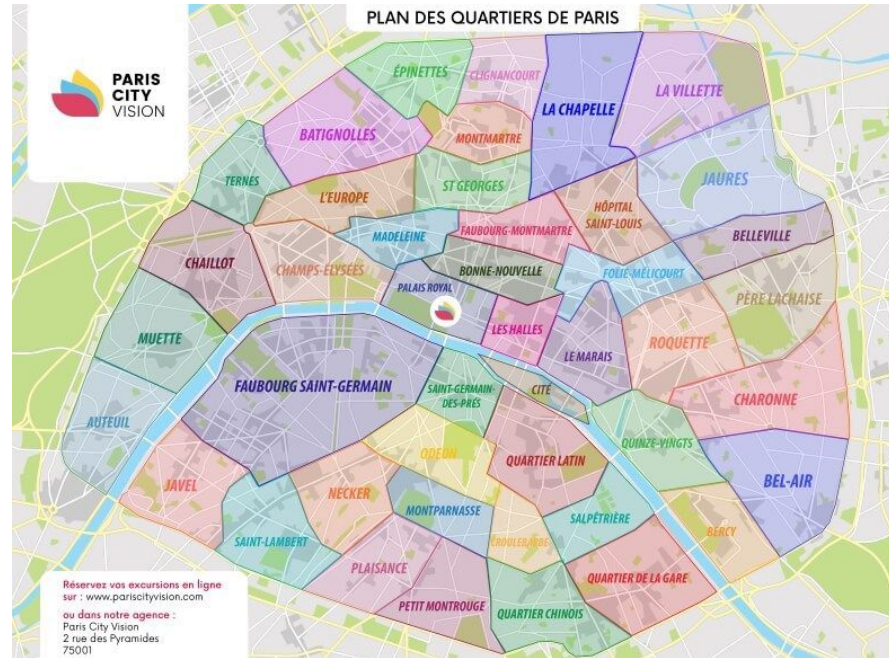 PLAN DES QUARTIERS DE PARIS
PARIS
CITY
VISION
ÉPINETTES
CLIGNANCOURT
LA CHAPELLE
LA VILLETTE
BATIGNOLLES
MONTMARTRE
TERNES
L'EUROPE
ST GEORGES
HÔPITAL
SAINT-LOUIS
JAURES
MADELEINE
FAUBOURG-MONTMARTRE
BELLEVILLE
CHAILLOT
CHAMPS-ELYSÉES
BONNE-NOUVELLE
FOLIE-MÉLICOURT
PALAIS ROYAL
PÈRE LACHAISE
MUETTE
LES HALLES
LE MARAIS
ROQUETTE
FAUBOURG SAINT-GERMAIN
SAINT-GERMAIN-
DES-PRÉS
CITÉ
CHARONNE
AUTEUIL
ODEON
QUARTIER LATIN
QUINZE-VINGTS
JAVEL
NECKER
BEL-AIR
MONTPARNASSE
SALPÊTRIÈRE
SAINT-LAMBERT
CROULEBARBE
BERCY
PLAISANCE
QUARTIER DE LA GARE
PETIT MONTROUGE
QUARTIER CHINOIS
Réservez vos excursions en ligne
sur : www.pariscityvision.com
ou dans notre agence :
Paris City Vision
2 rue des Pyramides
75001